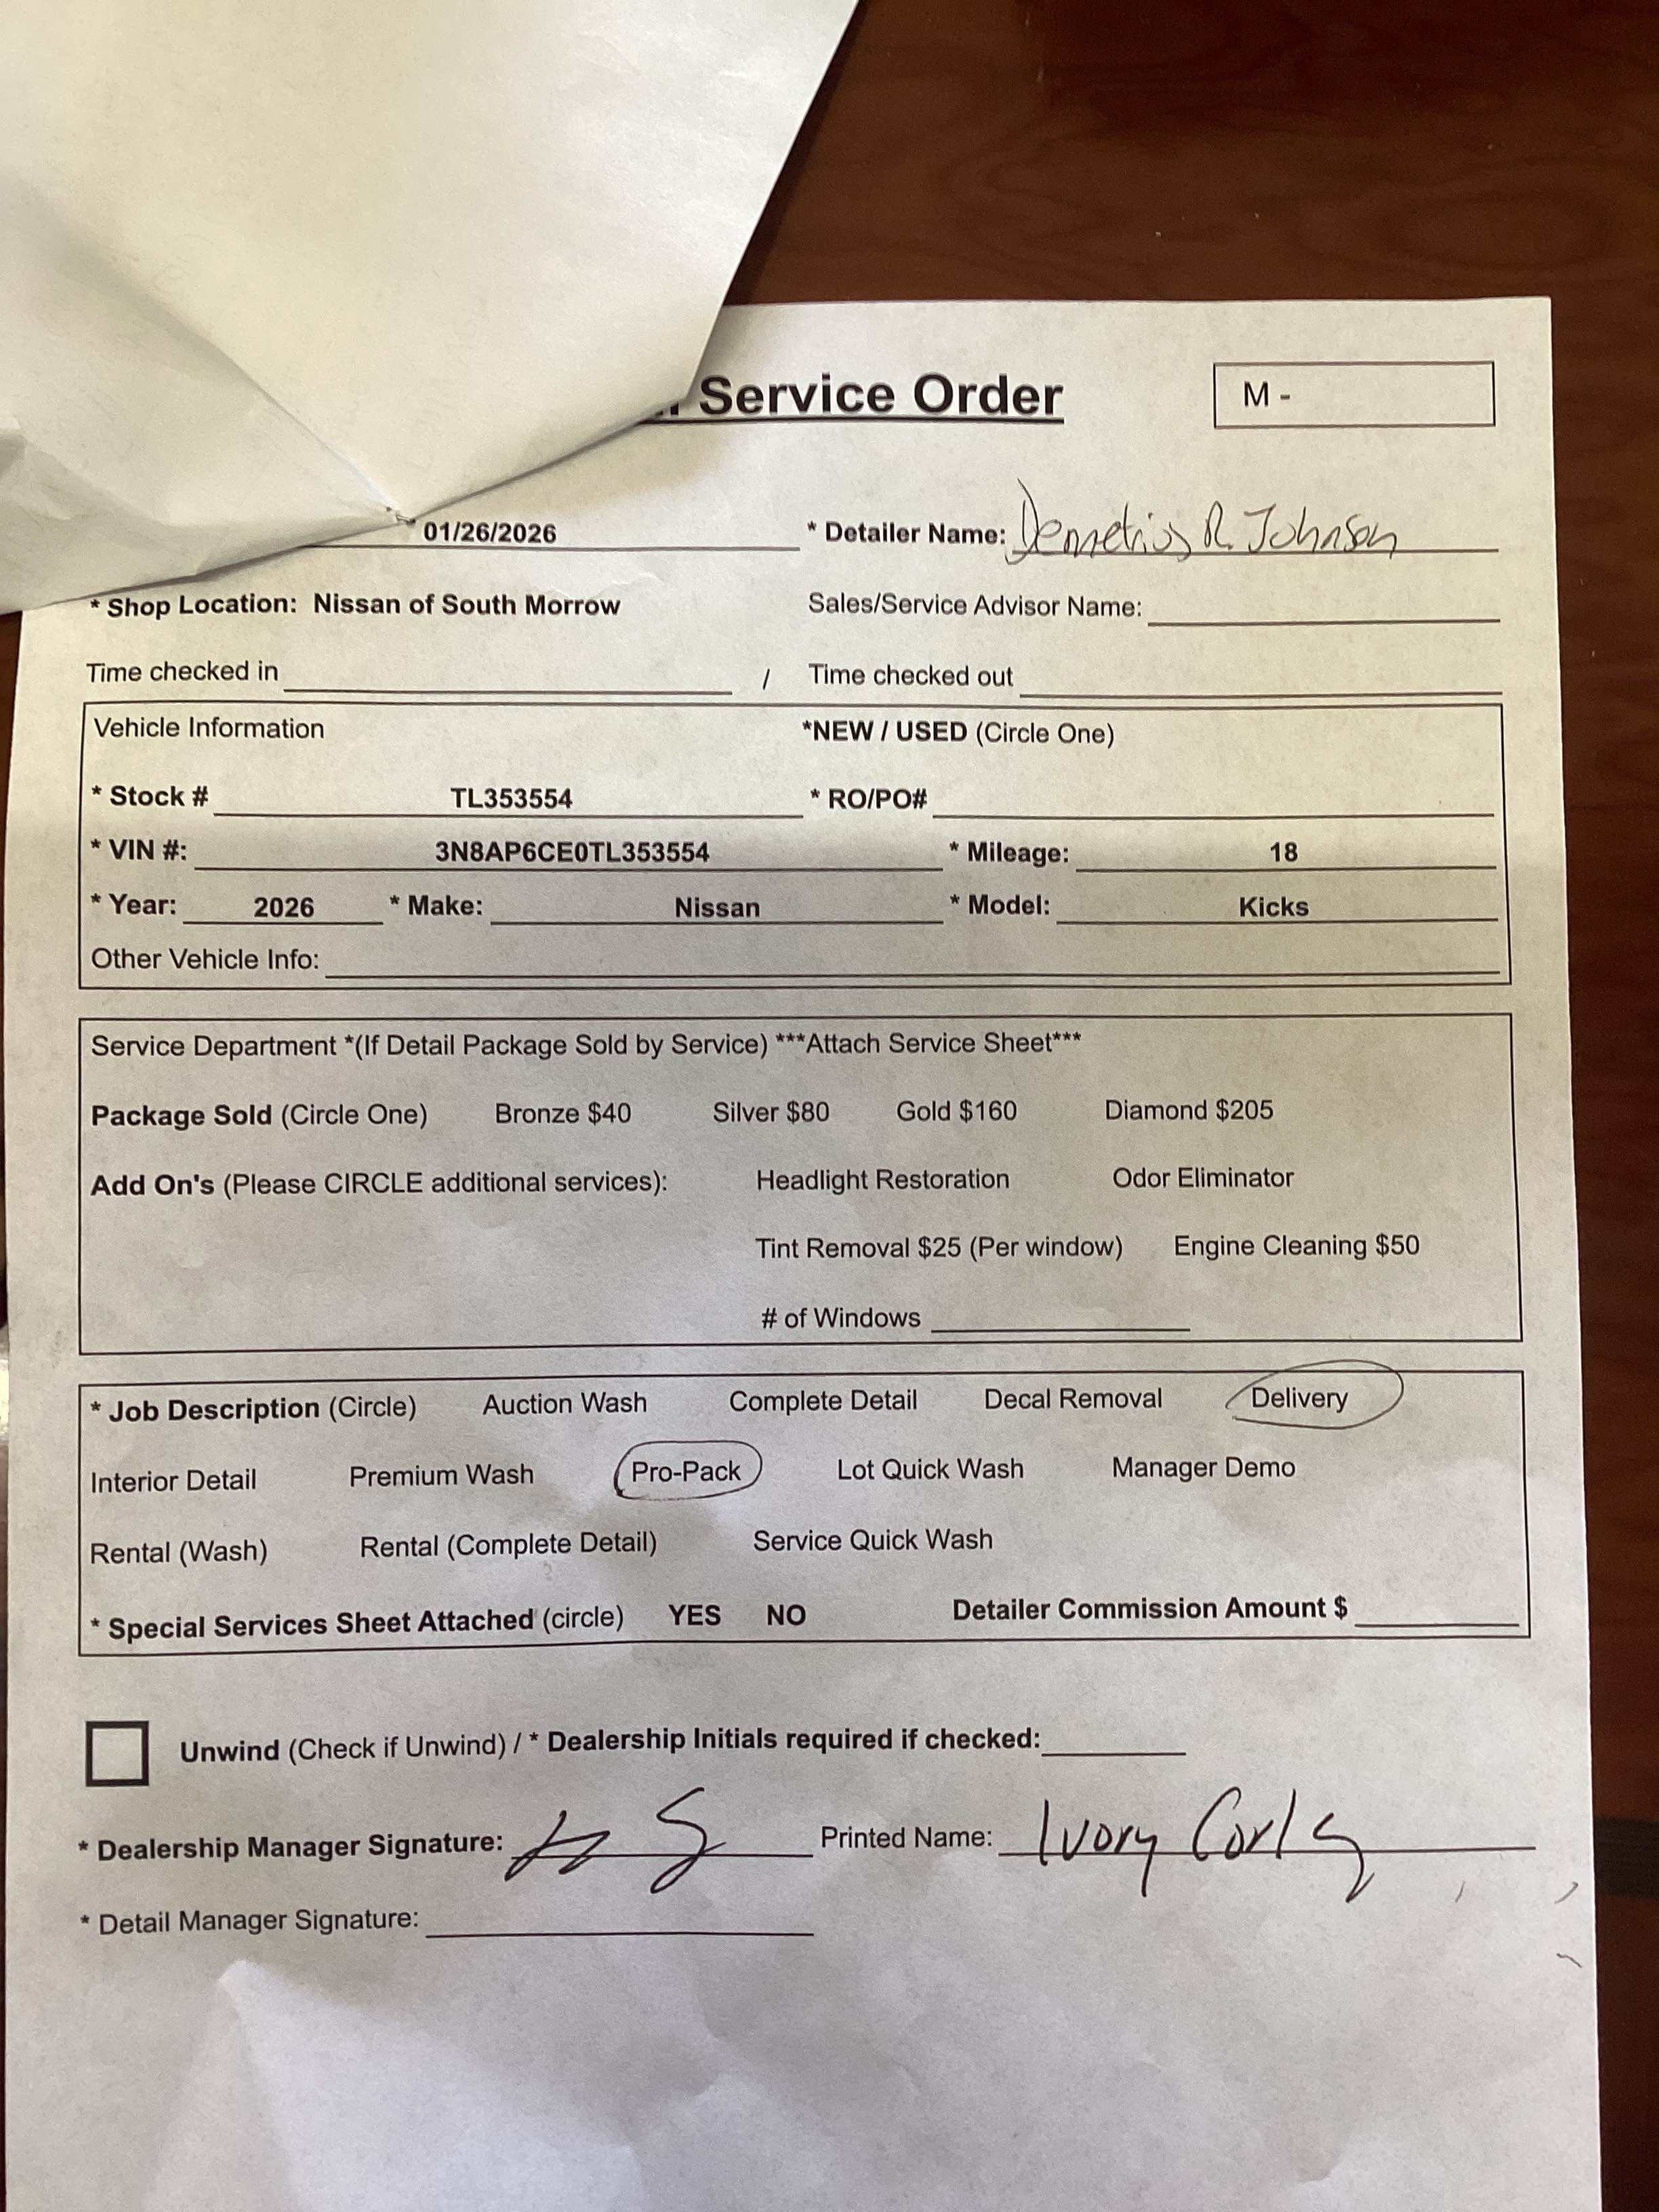 Service Order
M -
01/26/2026 * Detailer Name: Demetrius R. Johnson
* Shop Location: Nissan of South Morrow Sales/Service Advisor Name:
Time checked in / Time checked out
Vehicle Information *NEW / USED (Circle One)
* Stock # TL353554 * RO/PO#
* VIN #: 3N8AP6CE0TL353554 * Mileage: 18
* Year: 2026 * Make: Nissan * Model: Kicks
Other Vehicle Info:
Service Department *(If Detail Package Sold by Service) ***Attach Service Sheet***
Package Sold (Circle One) Bronze $40 Silver $80 Gold $160 Diamond $205
Add On's (Please CIRCLE additional services): Headlight Restoration Odor Eliminator
Tint Removal $25 (Per window) Engine Cleaning $50
# of Windows
* Job Description (Circle) Auction Wash Complete Detail Decal Removal Delivery
Interior Detail Premium Wash Pro-Pack Lot Quick Wash Manager Demo
Rental (Wash) Rental (Complete Detail) Service Quick Wash
* Special Services Sheet Attached (circle) YES NO Detailer Commission Amount $
Unwind (Check if Unwind) / * Dealership Initials required if checked:
* Dealership Manager Signature: Printed Name: Ivory
* Detail Manager Signature: